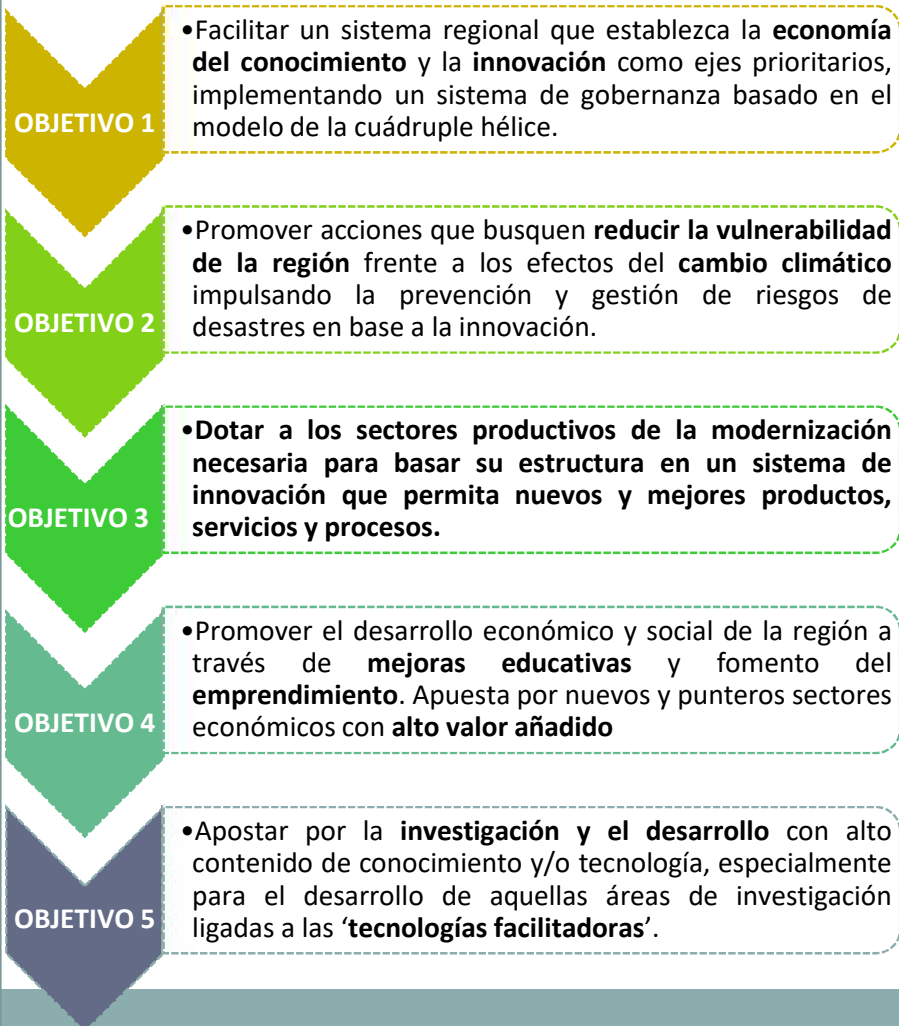 OBJETIVO 1
•Facilitar un sistema regional que establezca la economía
del conocimiento y la innovación como ejes prioritarios,
implementando un sistema de gobernanza basado en el
modelo de la cuádruple hélice.
OBJETIVO 2
•Promover acciones que busquen reducir la vulnerabilidad
de la región frente a los efectos del cambio climático
impulsando la prevención y gestión de riesgos de
desastres en base a la innovación.
OBJETIVO 3
•Dotar a los sectores productivos de la modernización
necesaria para basar su estructura en un sistema de
innovación que permita nuevos y mejores productos,
servicios y procesos.
OBJETIVO 4
•Promover el desarrollo económico y social de la región a
través de mejoras educativas y fomento del
emprendimiento. Apuesta por nuevos y punteros sectores
económicos con alto valor añadido
OBJETIVO 5
•Apostar por la investigación y el desarrollo con alto
contenido de conocimiento y/o tecnología, especialmente
para el desarrollo de aquellas áreas de investigación
ligadas a las ‘tecnologías facilitadoras’.